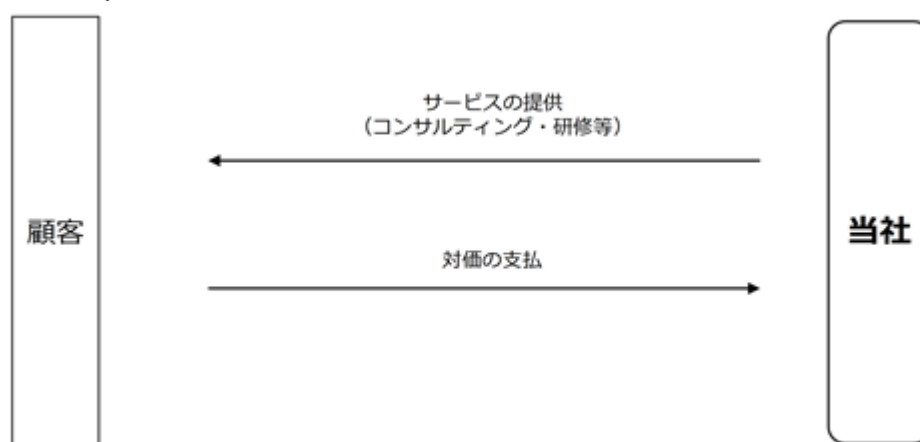 サービスの提供
（コンサルティング・研修等）
顧客
当社
対価の支払